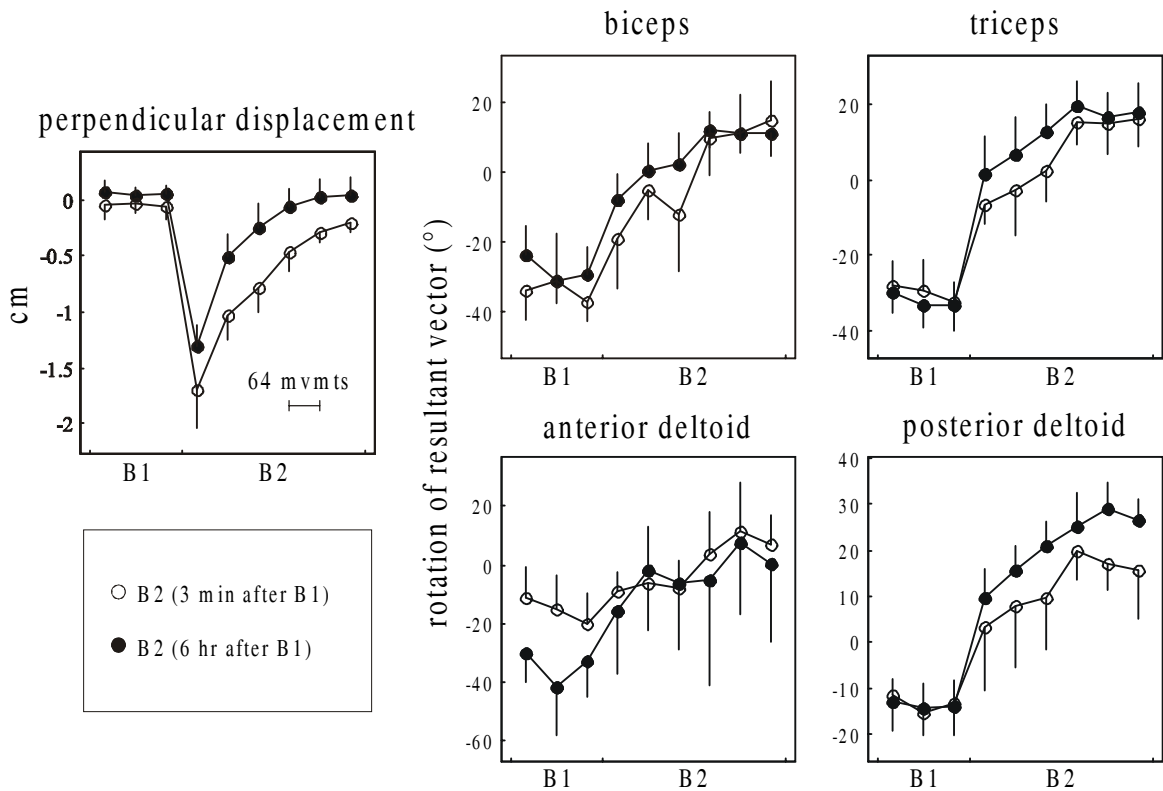 perpendicular displacement
0
-0.5
-1
-1.5
-2
cm
64 mvmts
B1 B2
B2 (3 min after B1)
B2 (6 hr after B1)
rotation of resultant vector (°)
biceps
20
0
-20
-40
B1 B2
triceps
20
0
-20
-40
B1 B2
anterior deltoid
20
0
-20
-40
-60
B1 B2
posterior deltoid
40
30
20
10
0
-10
-20
B1 B2